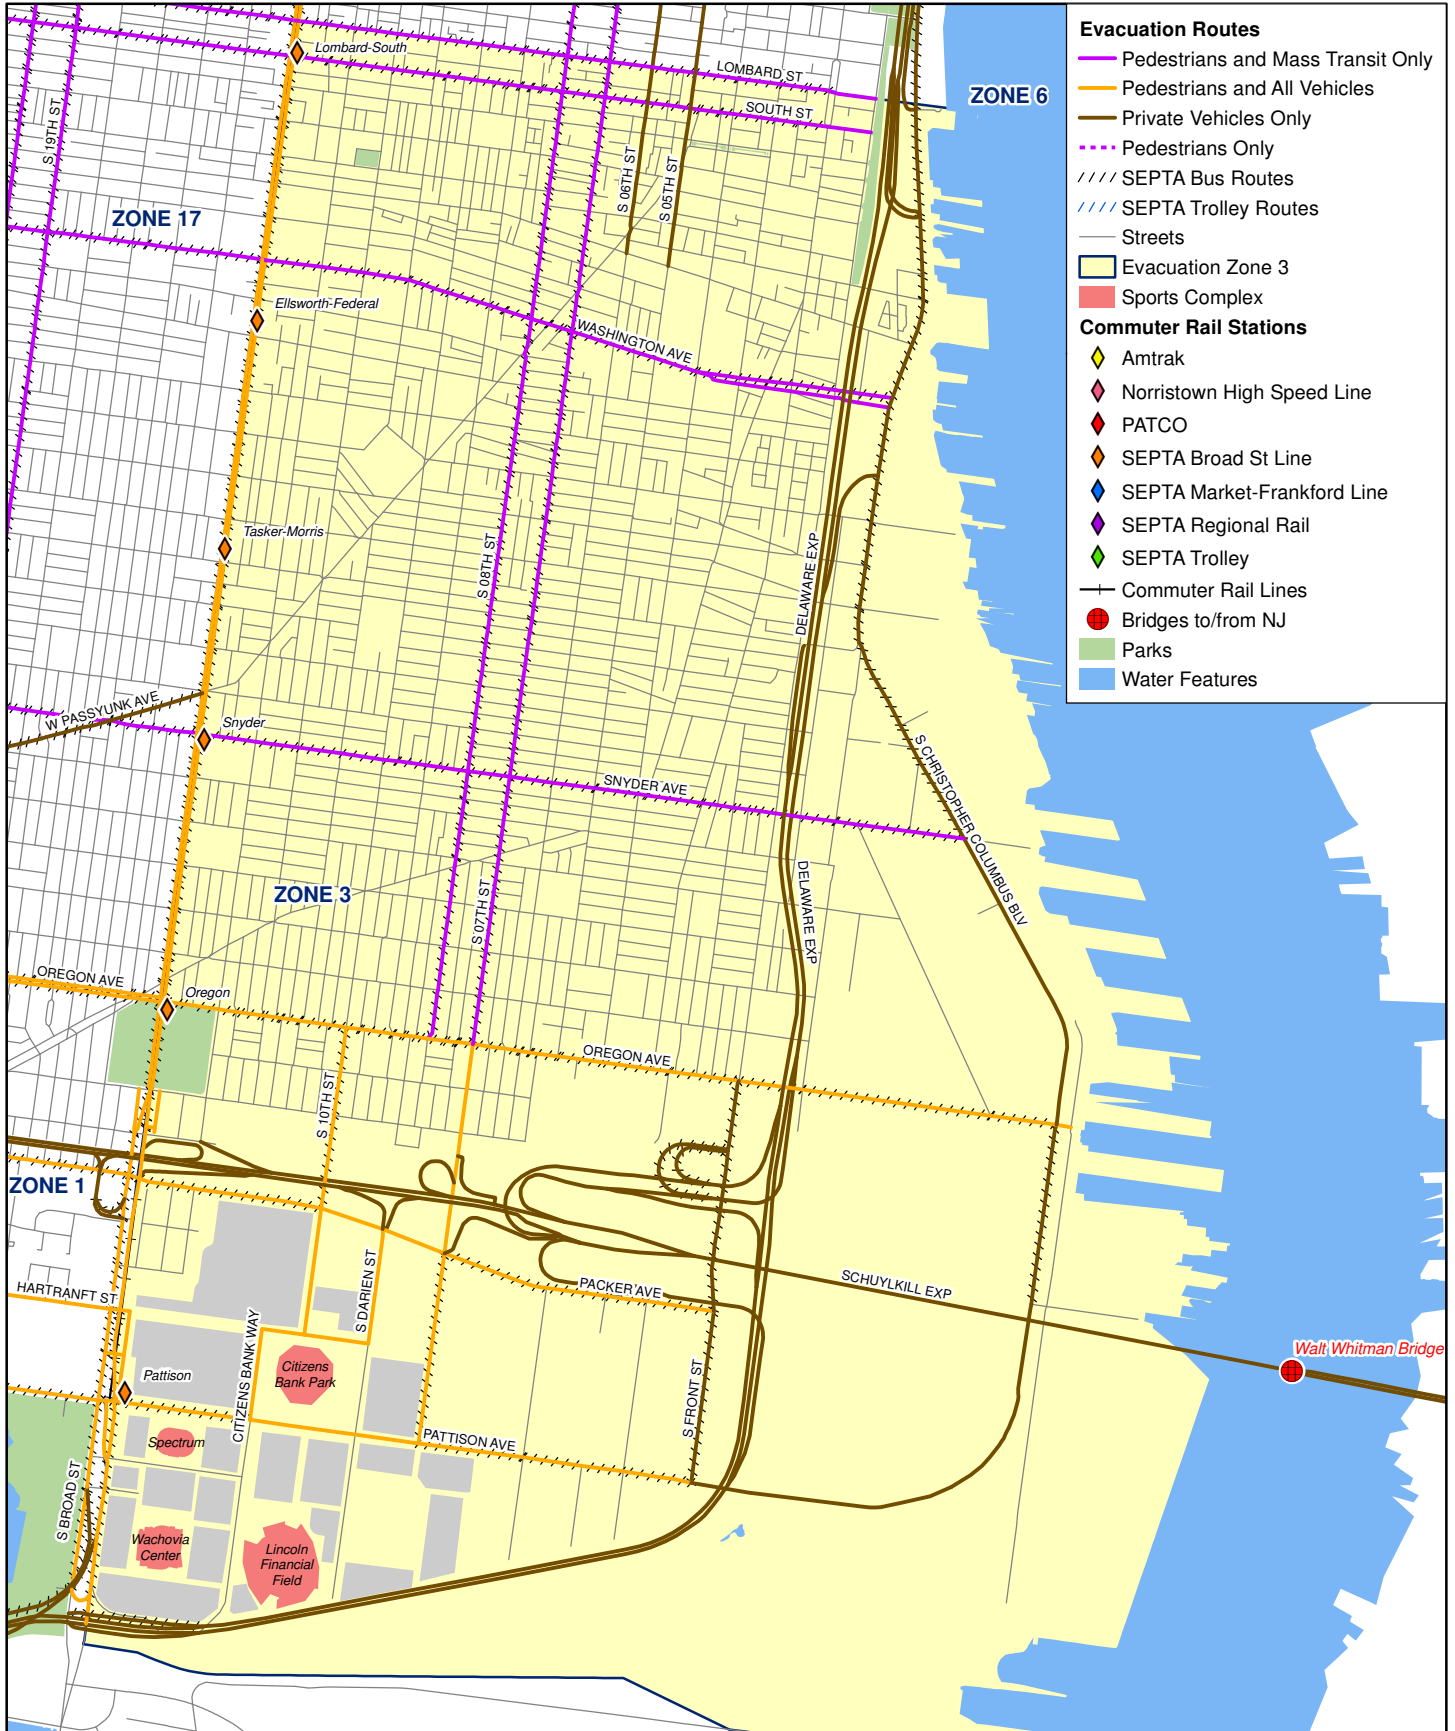 Evacuation Routes
Pedestrians and Mass Transit Only
Pedestrians and All Vehicles
Private Vehicles Only
Pedestrians Only
SEPTA Bus Routes
SEPTA Trolley Routes
Streets
Evacuation Zone 3
Sports Complex
Commuter Rail Stations
Amtrak
Norristown High Speed Line
PATCO
SEPTA Broad St Line
SEPTA Market-Frankford Line
SEPTA Regional Rail
SEPTA Trolley
Commuter Rail Lines
Bridges to/from NJ
Parks
Water Features
Lombard-South
LOMBARD ST
SOUTH ST
ZONE 6
S 19TH ST
S 06TH ST
S 05TH ST
ZONE 17
Ellsworth-Federal
WASHINGTON AVE
Tasker-Morris
S 08TH ST
DELAWARE EXP
W PASSYUNK AVE
Snyder
SNYDER AVE
S CHRISTOPHER COLUMBUS BLV
ZONE 3
S 07TH ST
DELAWARE EXP
OREGON AVE
Oregon
OREGON AVE
S 10TH ST
ZONE 1
HARTRANFT ST
S DARIEN ST
PACKER AVE
SCHUYLKILL EXP
Walt Whitman Bridge
CITIZENS BANK WAY
Citizens
Bank Park
Pattison
S FRONT ST
Spectrum
PATTISON AVE
S BROAD ST
Wachovia
Center
Lincoln
Financial
Field